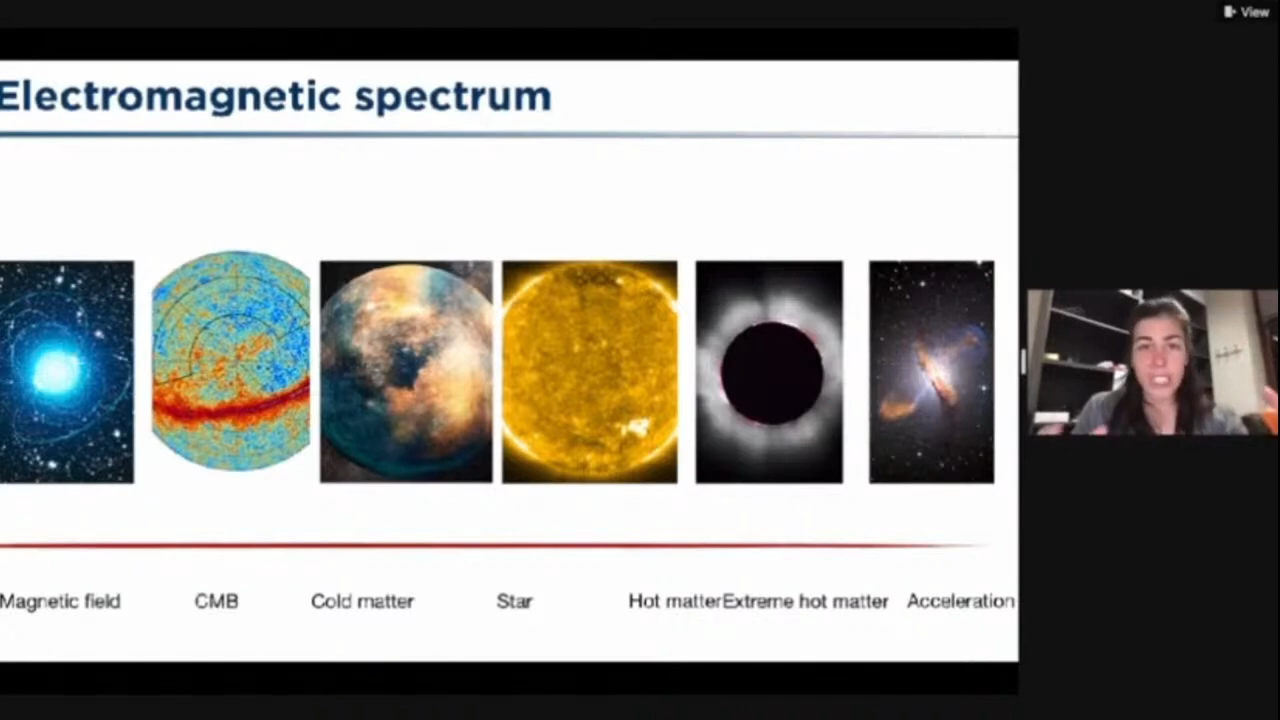 View
Electromagnetic spectrum
Magnetic field CMB Cold matter Star Hot matterExtreme hot matter Acceleration